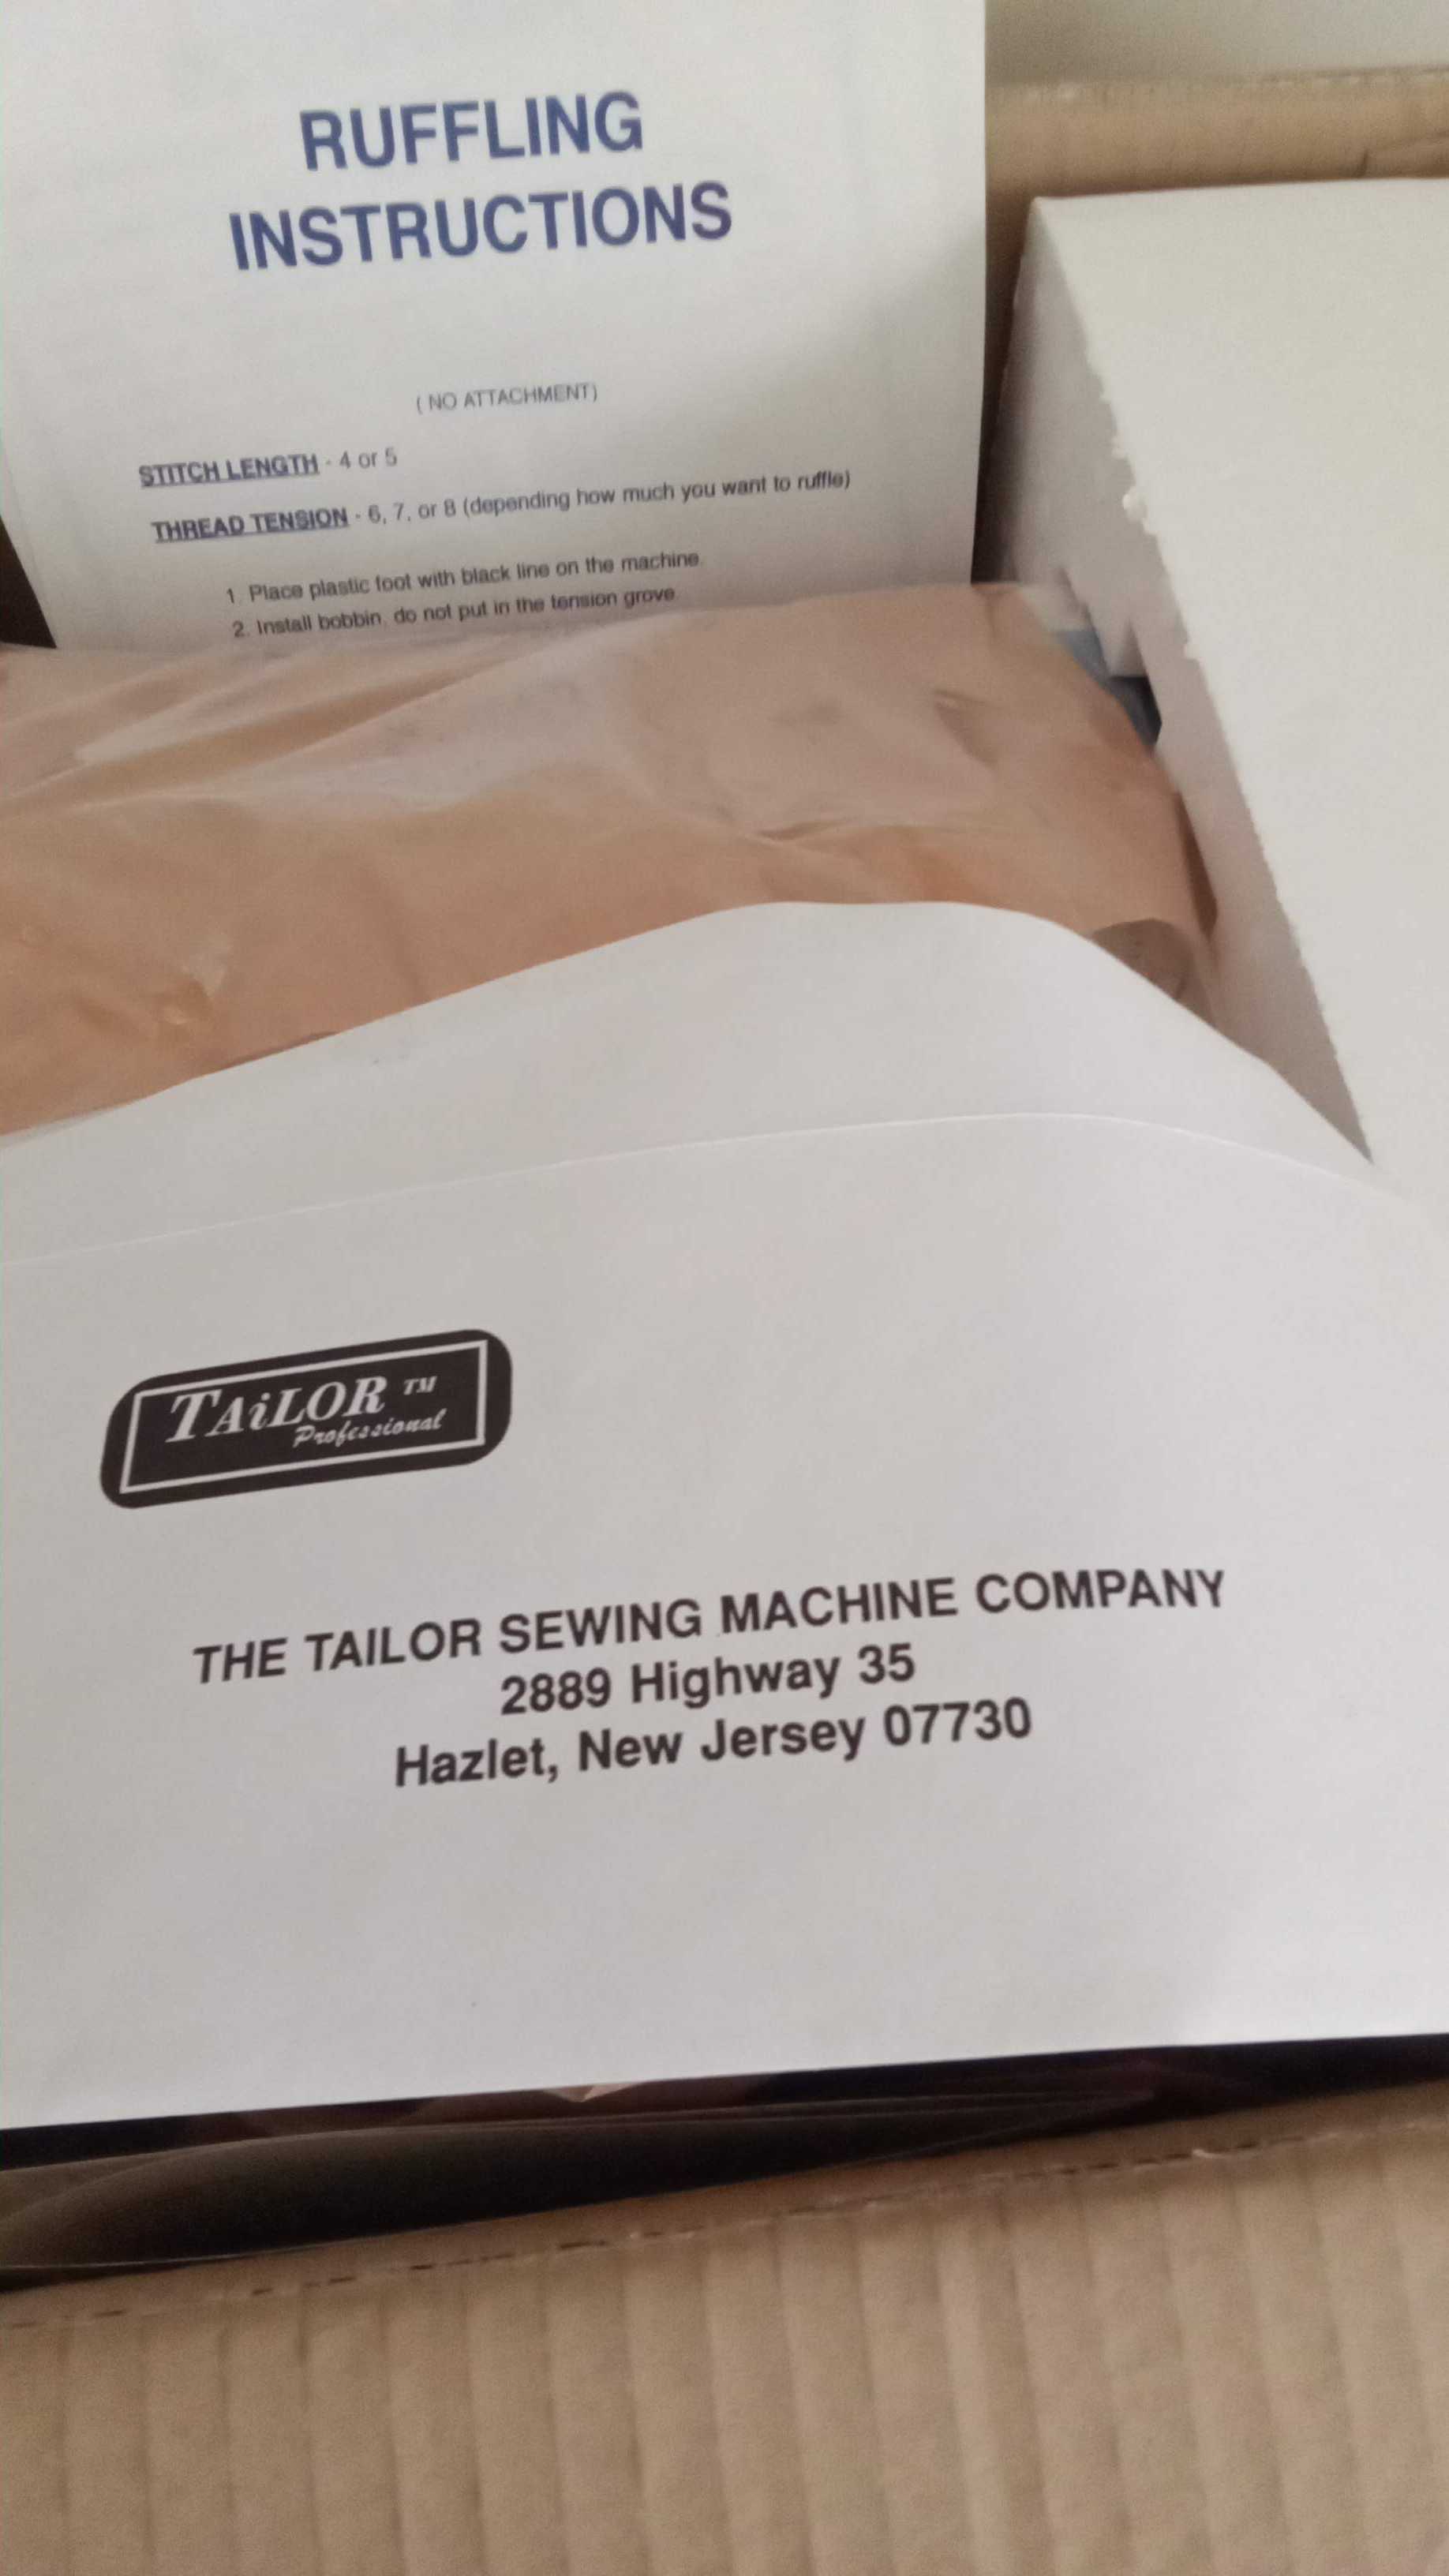 RUFFLING
INSTRUCTIONS
( NO ATTACHMENT)
STITCH LENGTH - 4 or 5
THREAD TENSION - 6, 7, or 8 (depending how much you want to ruffle)
1. Place plastic foot with black line on the machine.
2. Install bobbin, do not put in the tension grove.
TAiLOR TM
Professional
THE TAILOR SEWING MACHINE COMPANY
2889 Highway 35
Hazlet, New Jersey 07730